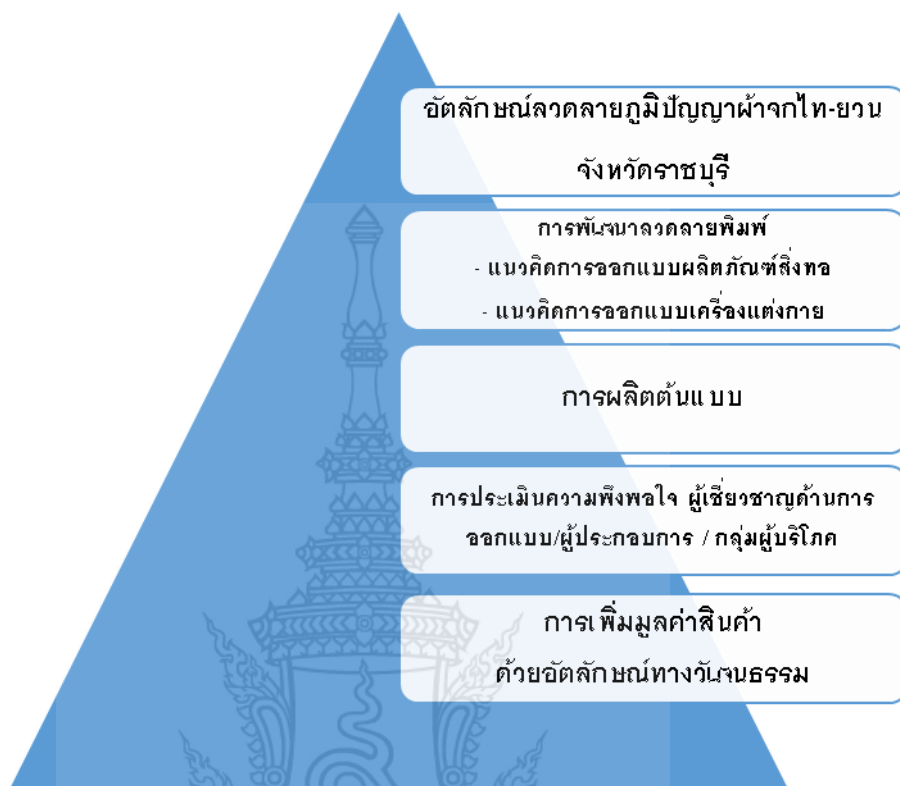 อัตลักษณ์ลวดลายภูมิปัญญาผ้าจกไท-ยวน
จังหวัดราชบุรี
การพัฒนาลวดลายพิมพ์
- แนวคิดการออกแบบผลิตภัณฑ์สิ่งทอ
- แนวคิดการออกแบบเครื่องแต่งกาย
การผลิตต้นแบบ
การประเมินความพึงพอใจ ผู้เชี่ยวชาญด้านการ
ออกแบบ/ผู้ประกอบการ / กลุ่มผู้บริโภค
การเพิ่มมูลค่าสินค้า
ด้วยอัตลักษณ์ทางวัฒนธรรม